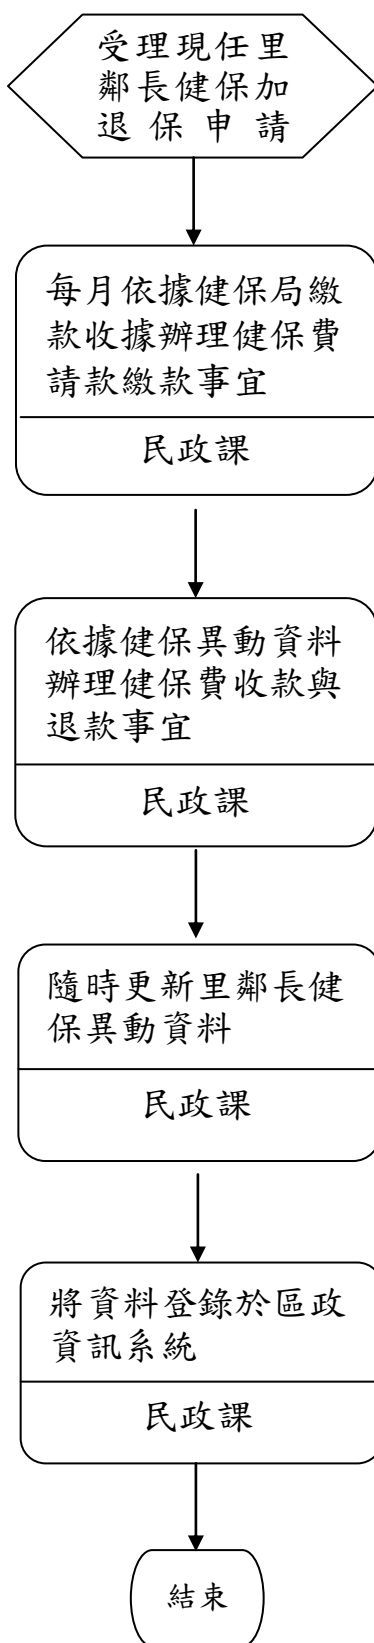 受理現任里
鄰長健保加
退保申請
每月依據健保局繳
款收據辦理健保費
請款繳款事宜
民政課
依據健保異動資料
辦理健保費收款與
退款事宜
民政課
隨時更新里鄰長健
保異動資料
民政課
將資料登錄於區政
資訊系統
民政課
結束